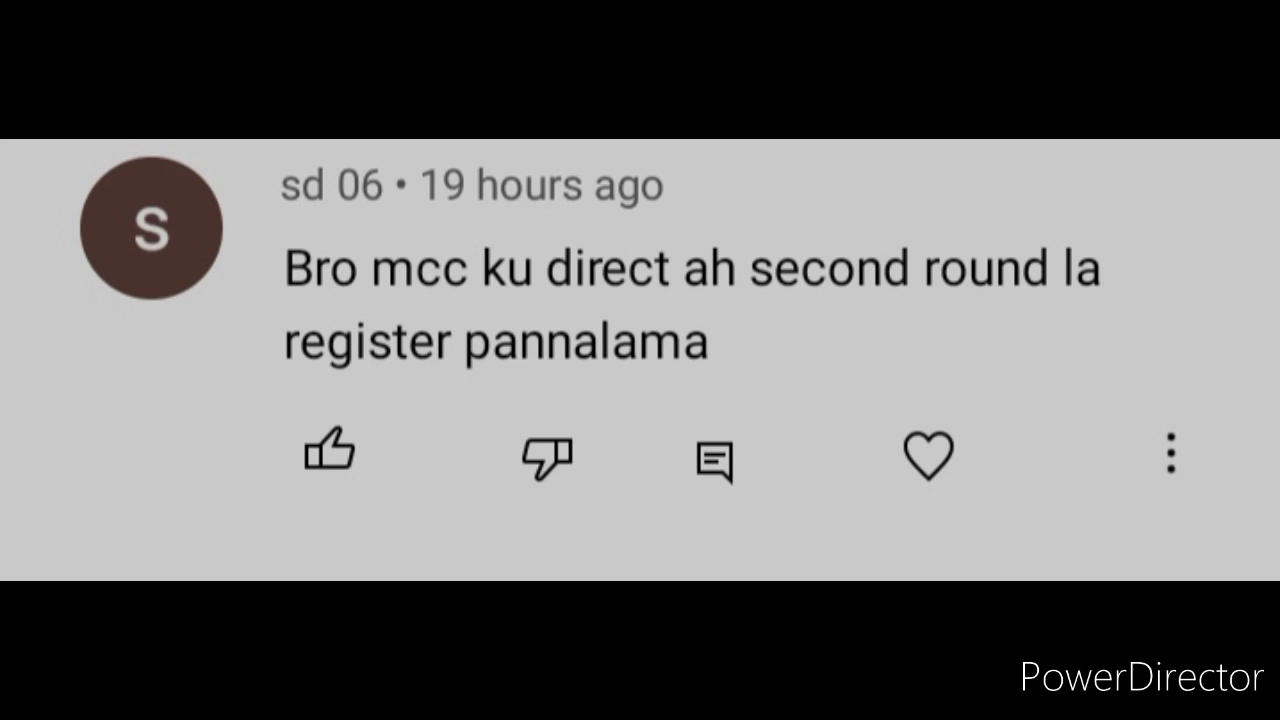 S
sd 06 • 19 hours ago
Bro mcc ku direct ah second round la
register pannalama
PowerDirector